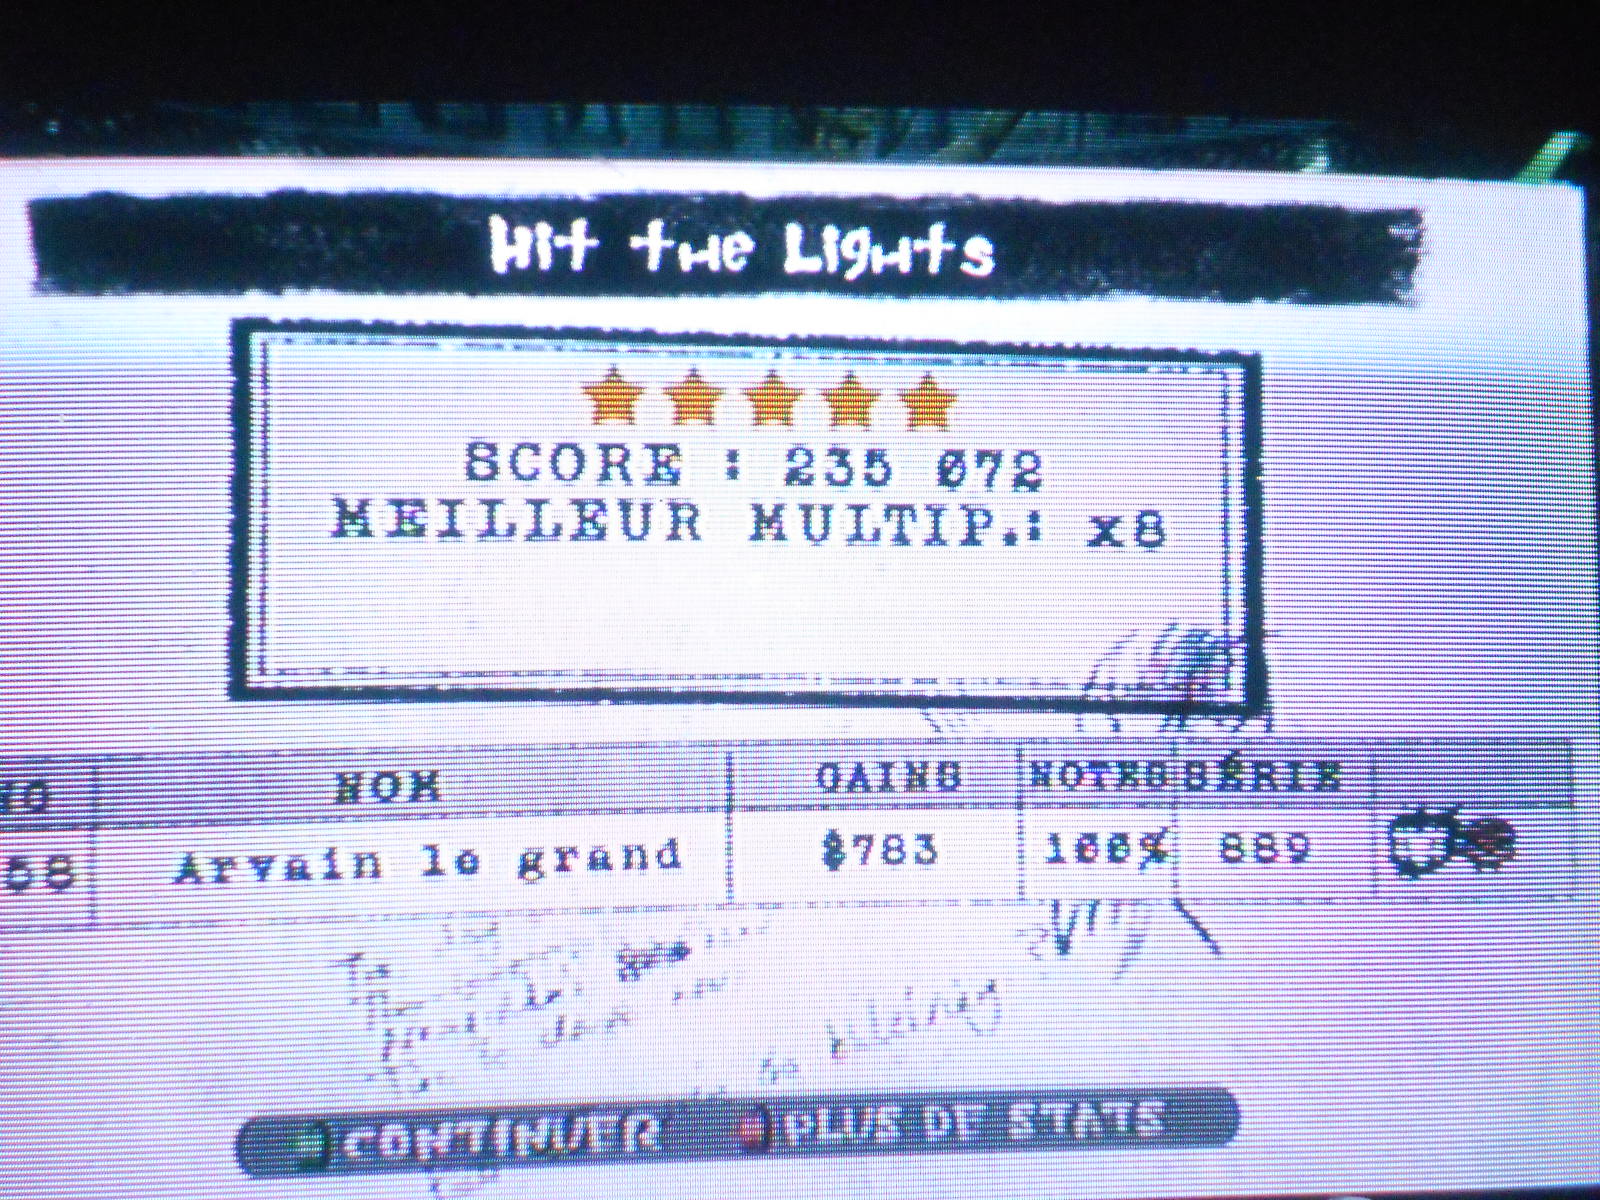 Hit the Lights
SCORE : 235 072
MEILLEUR MULTIP.: x8
NOM GAINS NOTES SÉRIE
58 Arvain le grand $783 100% 889
CONTINUER PLUS DE STATS